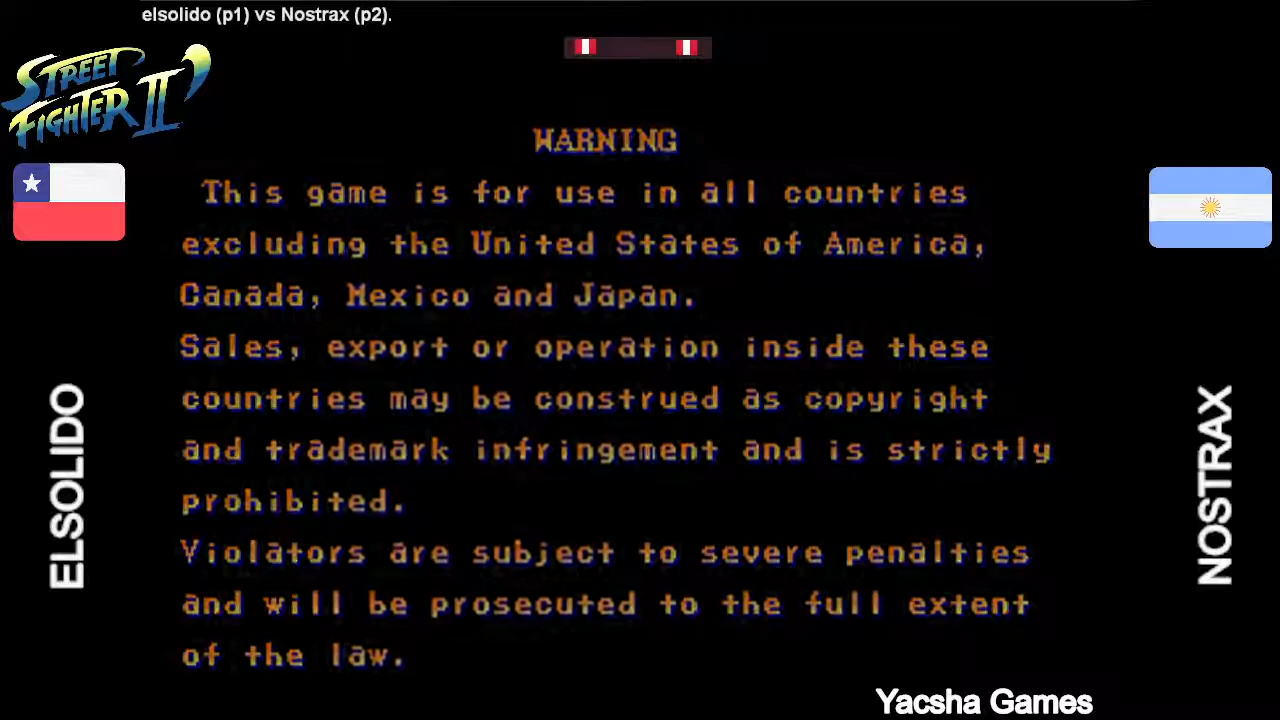 elsolido (p1) vs Nostrax (p2).
STREET
FIGHTER II'
WARNING
This game is for use in all countries
excluding the United States of America,
Canada, Mexico and Japan.
Sales, export or operation inside these
countries may be construed as copyright
and trademark infringement and is strictly
prohibited.
Violators are subject to severe penalties
and will be prosecuted to the full extent
of the law.
ELSOLIDO
NOSTRAX
Yacsha Games